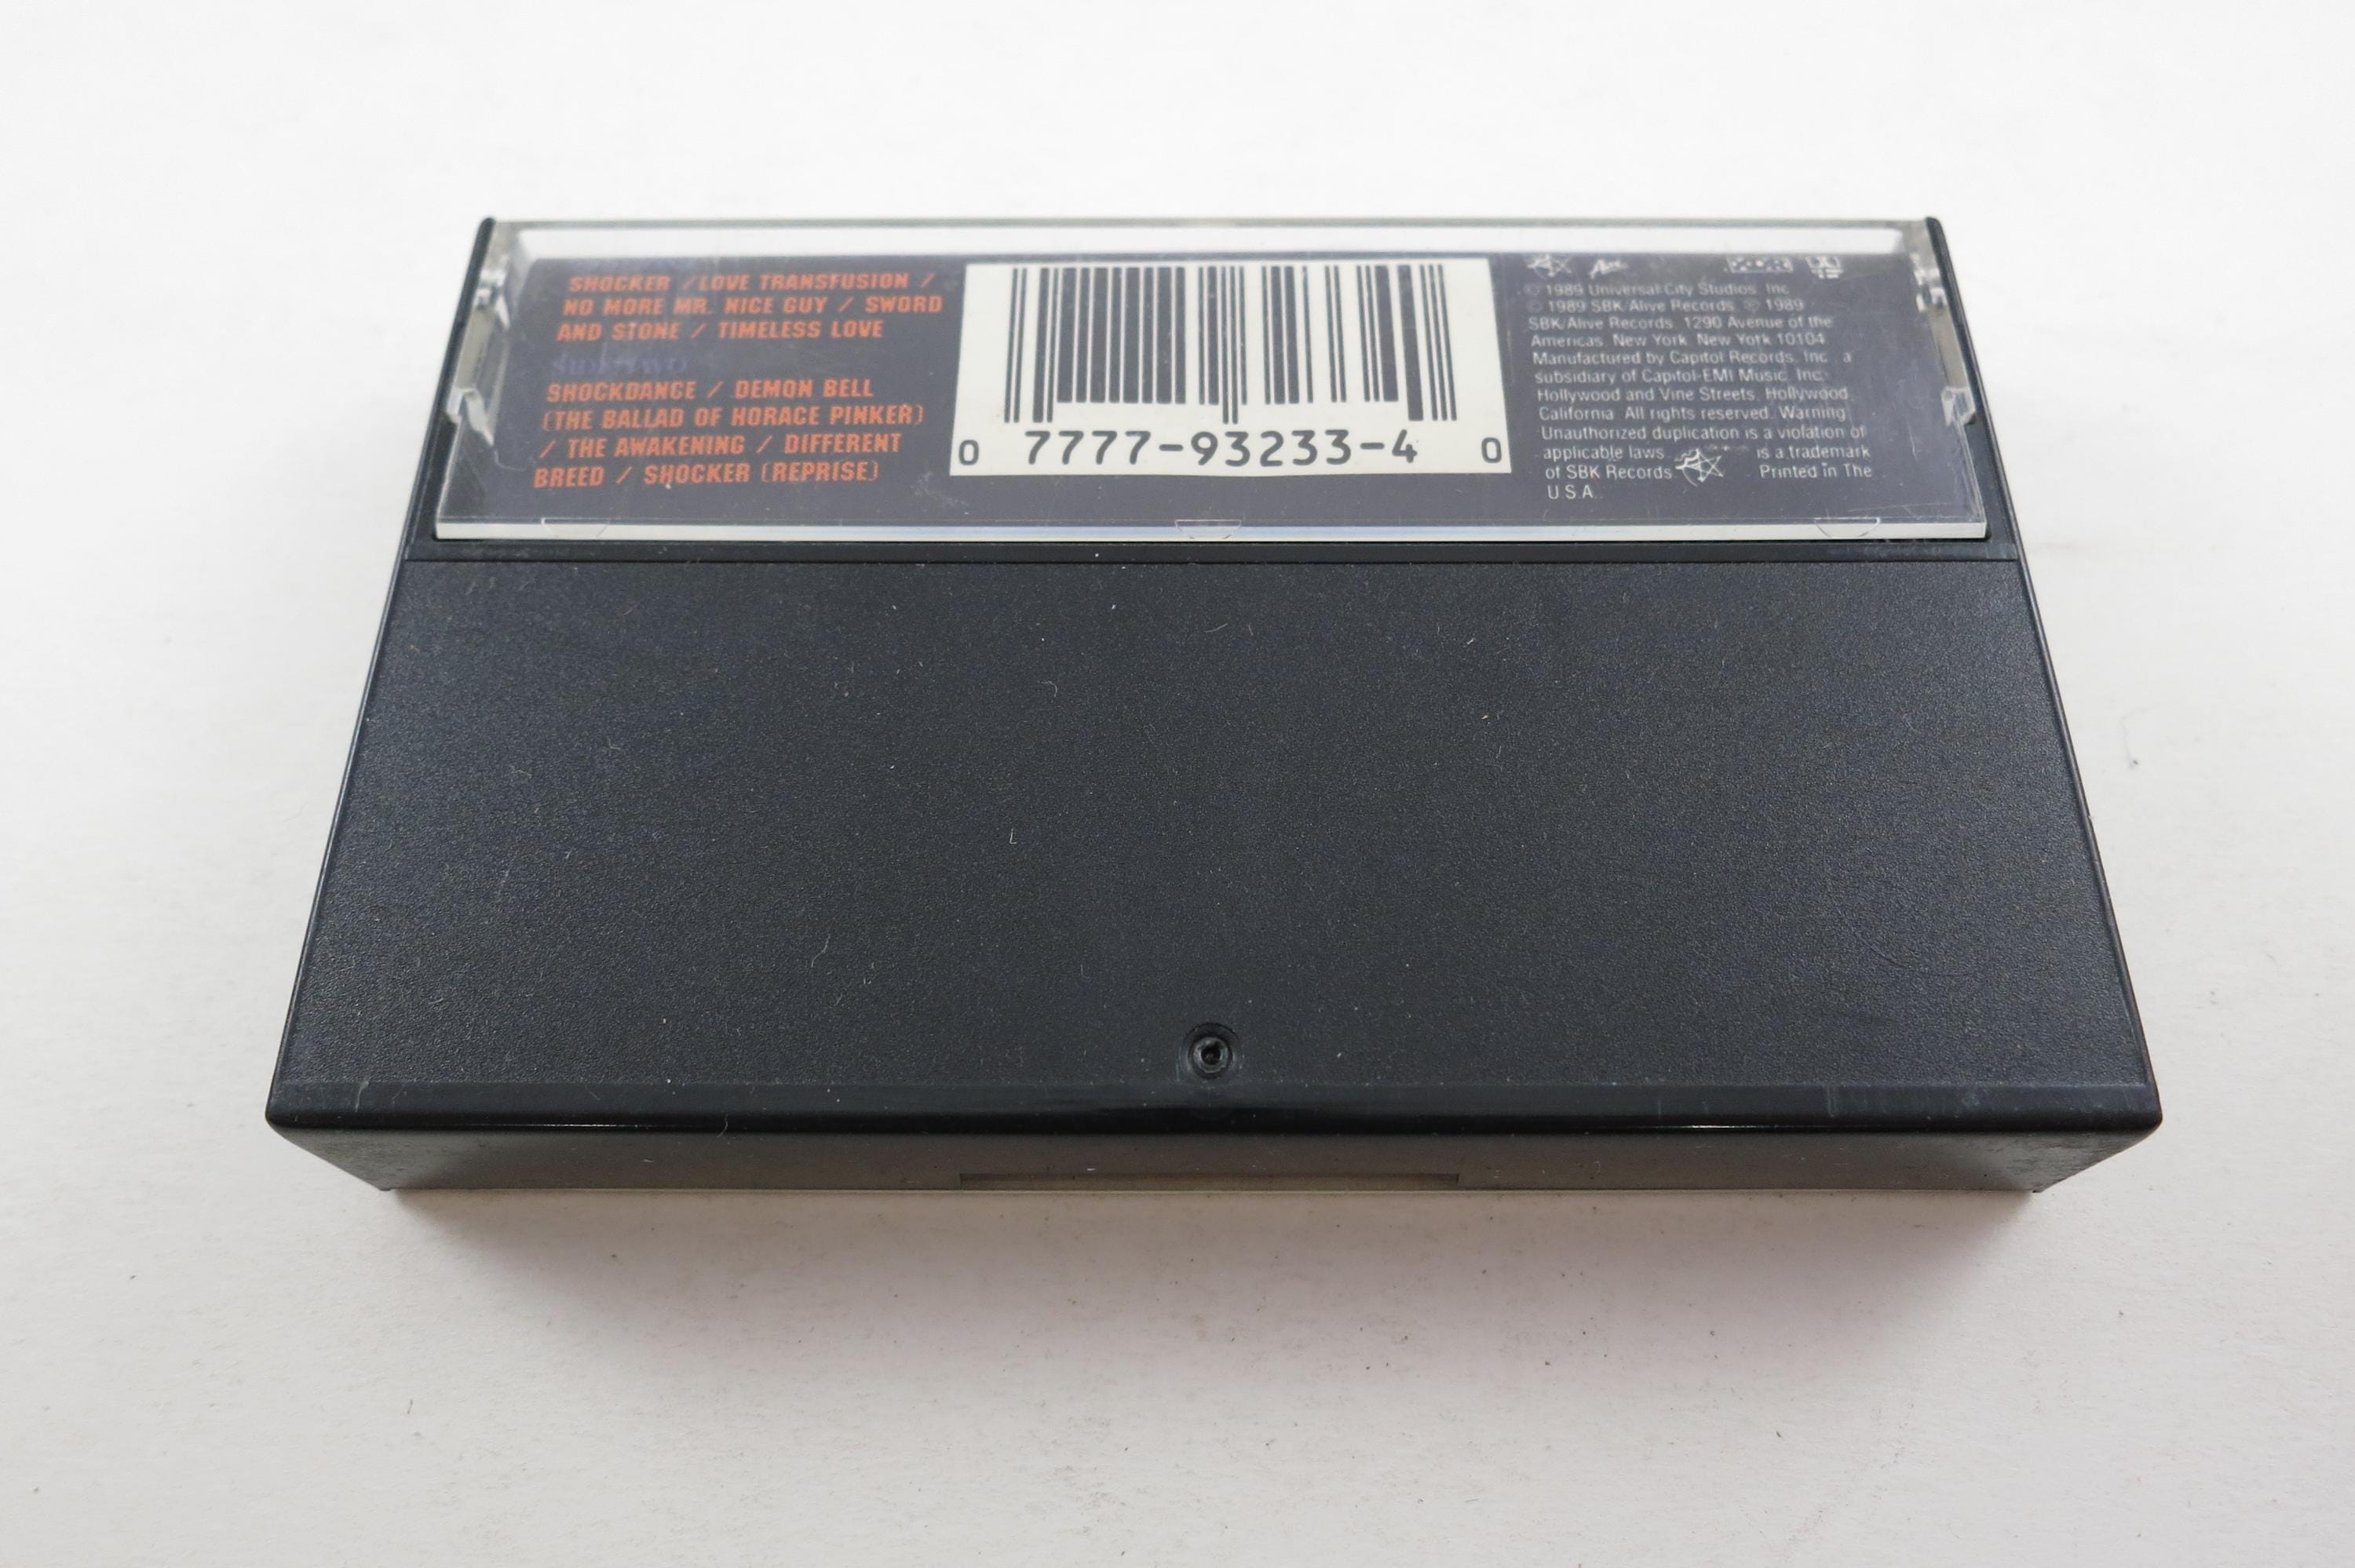 SHOCKER / LOVE TRANSFUSION /
NO MORE MR. NICE GUY / SWORD
AND STONE / TIMELESS LOVE
SHOCKDANCE / DEMON BELL
(THE BALLAD OF HORACE PINKER)
/ THE AWAKENING / DIFFERENT
BREED / SHOCKER (REPRISE)
0 7777-93233-4 0
© 1989 Universal City Studios, Inc.
© 1989 SBK/Alive Records. ℗ 1989
SBK/Alive Records, 1290 Avenue of the
Americas, New York, New York 10104
Manufactured by Capitol Records, Inc., a
subsidiary of Capitol-EMI Music, Inc.,
Hollywood and Vine Streets, Hollywood,
California. All rights reserved. Warning:
Unauthorized duplication is a violation of
applicable laws. is a trademark
of SBK Records. Printed in The
U.S.A.